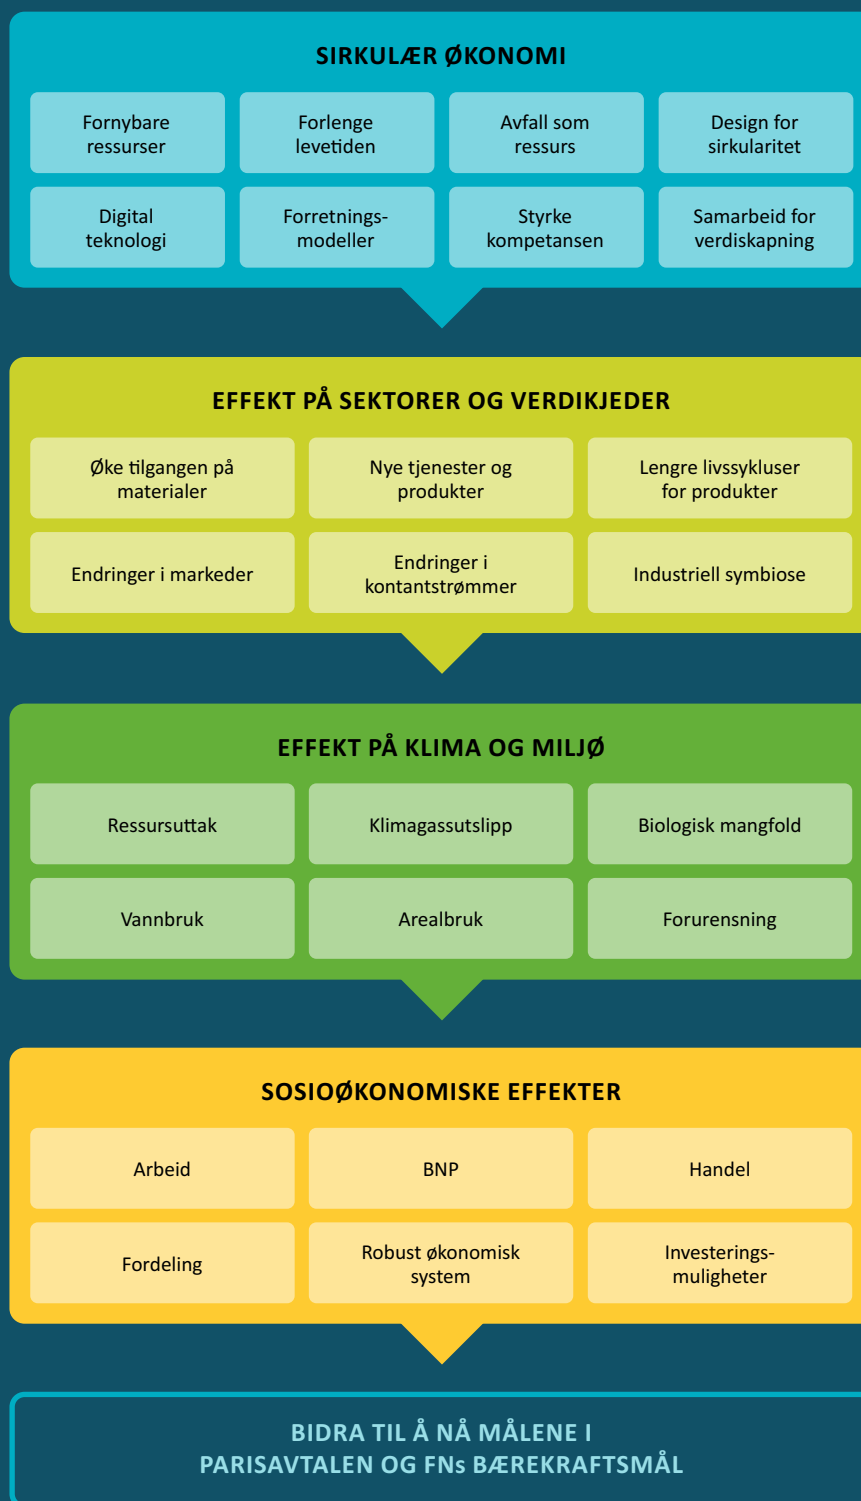 SIRKULÆR ØKONOMI
Fornybare
ressurser
Forlenge
levetiden
Avfall som
ressurs
Design for
sirkularitet
Digital
teknologi
Forretnings-
modeller
Styrke
kompetansen
Samarbeid for
verdiskapning
EFFEKT PÅ SEKTORER OG VERDIKJEDER
Øke tilgangen på
materialer
Nye tjenester og
produkter
Lengre livssykluser
for produkter
Endringer i markeder
Endringer i
kontantstrømmer
Industriell symbiose
EFFEKT PÅ KLIMA OG MILJØ
Ressursuttak
Klimagassutslipp
Biologisk mangfold
Vannbruk
Arealbruk
Forurensning
SOSIOØKONOMISKE EFFEKTER
Arbeid
BNP
Handel
Fordeling
Robust økonomisk
system
Investerings-
muligheter
BIDRA TIL Å NÅ MÅLENE I
PARISAVTALEN OG FNs BÆREKRAFTSMÅL